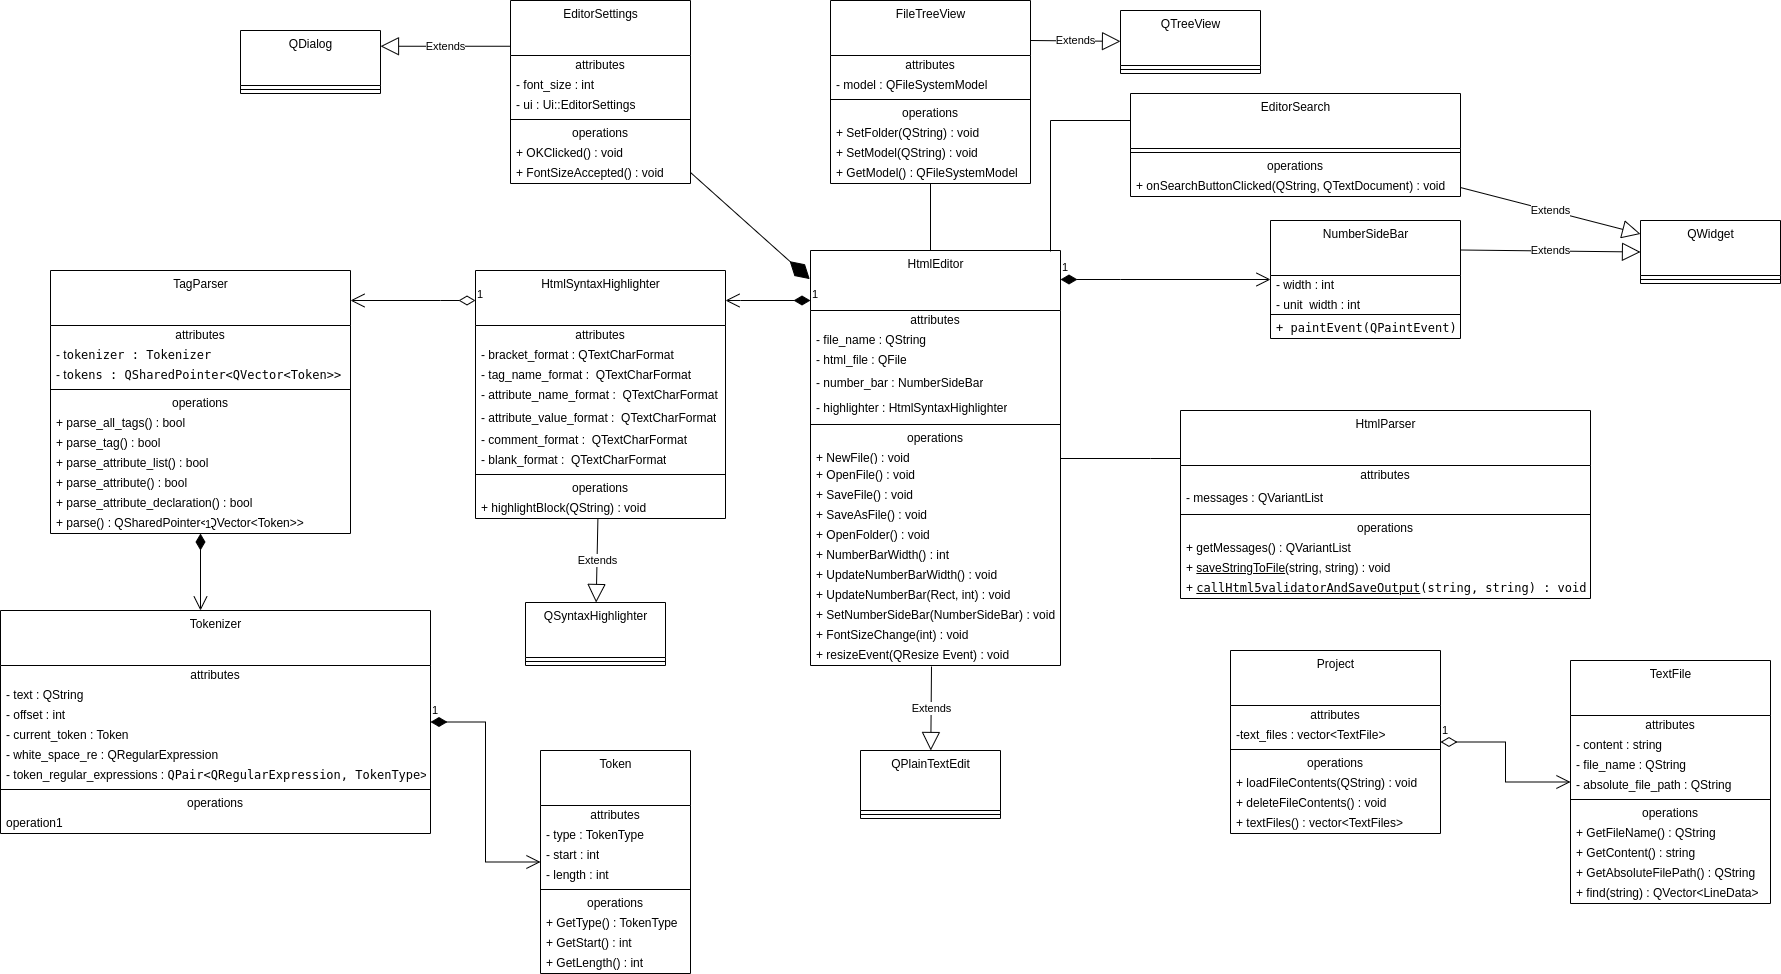 EditorSettings
attributes
- font_size : int
- ui : Ui::EditorSettings
operations
+ OKClicked() : void
+ FontSizeAccepted() : void
Extends
QDialog
FileTreeView
attributes
- model : QFileSystemModel
operations
+ SetFolder(QString) : void
+ SetModel(QString) : void
+ GetModel() : QFileSystemModel
Extends
QTreeView
EditorSearch
operations
+ onSearchButtonClicked(QString, QTextDocument) : void
Extends
NumberSideBar
- width : int
- unit_width : int
+ paintEvent(QPaintEvent)
Extends
QWidget
TagParser
attributes
- tokenizer : Tokenizer
- tokens : QSharedPointer<QVector<Token>>
operations
+ parse_all_tags() : bool
+ parse_tag() : bool
+ parse_attribute_list() : bool
+ parse_attribute() : bool
+ parse_attribute_declaration() : bool
+ parse() : QSharedPointer<QVector<Token>>
1
1
HtmlSyntaxHighlighter
attributes
- bracket_format : QTextCharFormat
- tag_name_format :  QTextCharFormat
- attribute_name_format :  QTextCharFormat
- attribute_value_format :  QTextCharFormat
- comment_format :  QTextCharFormat
- blank_format :  QTextCharFormat
operations
+ highlightBlock(QString) : void
Extends
QSyntaxHighlighter
1
HtmlEditor
1
attributes
- file_name : QString
- html_file : QFile
- number_bar : NumberSideBar
- highlighter : HtmlSyntaxHighlighter
operations
+ NewFile() : void
+ OpenFile() : void
+ SaveFile() : void
+ SaveAsFile() : void
+ OpenFolder() : void
+ NumberBarWidth() : int
+ UpdateNumberBarWidth() : void
+ UpdateNumberBar(Rect, int) : void
+ SetNumberSideBar(NumberSideBar) : void
+ FontSizeChange(int) : void
+ resizeEvent(QResize Event) : void
Extends
QPlainTextEdit
HtmlParser
attributes
- messages : QVariantList
operations
+ getMessages() : QVariantList
+ saveStringToFile(string, string) : void
+ callHtml5validatorAndSaveOutput(string, string) : void
Tokenizer
attributes
- text : QString
- offset : int
- current_token : Token
- white_space_re : QRegularExpression
- token_regular_expressions : QPair<QRegularExpression, TokenType>
operations
operation1
1
Token
attributes
- type : TokenType
- start : int
- length : int
operations
+ GetType() : TokenType
+ GetStart() : int
+ GetLength() : int
Project
attributes
-text_files : vector<TextFile>
operations
+ loadFileContents(QString) : void
+ deleteFileContents() : void
+ textFiles() : vector<TextFiles>
1
TextFile
attributes
- content : string
- file_name : QString
- absolute_file_path : QString
operations
+ GetFileName() : QString
+ GetContent() : string
+ GetAbsoluteFilePath() : QString
+ find(string) : QVector<LineData>